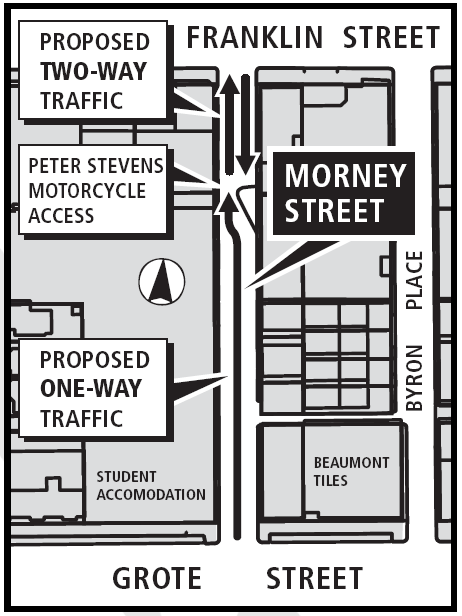 FRANKLIN STREET
PROPOSED
TWO-WAY
TRAFFIC
PETER STEVENS
MOTORCYCLE
ACCESS
MORNEY
STREET
BYRON PLACE
PROPOSED
ONE-WAY
TRAFFIC
STUDENT
ACCOMODATION
BEAUMONT
TILES
GROTE STREET